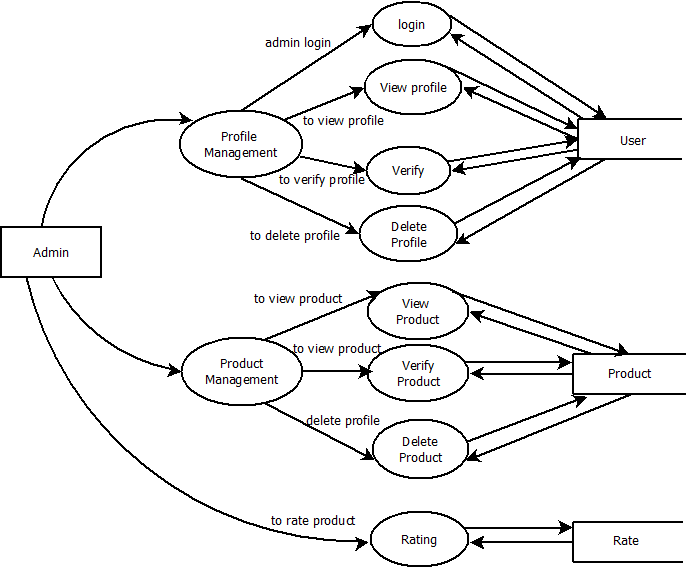 login
admin login
View profile
to view profile
Profile
Management
User
Verify
to verify profile
Delete
Profile
to delete profile
Admin
to view product
View
Product
to view product
Product
Management
Verify
Product
Product
delete profile
Delete
Product
to rate product
Rating
Rate